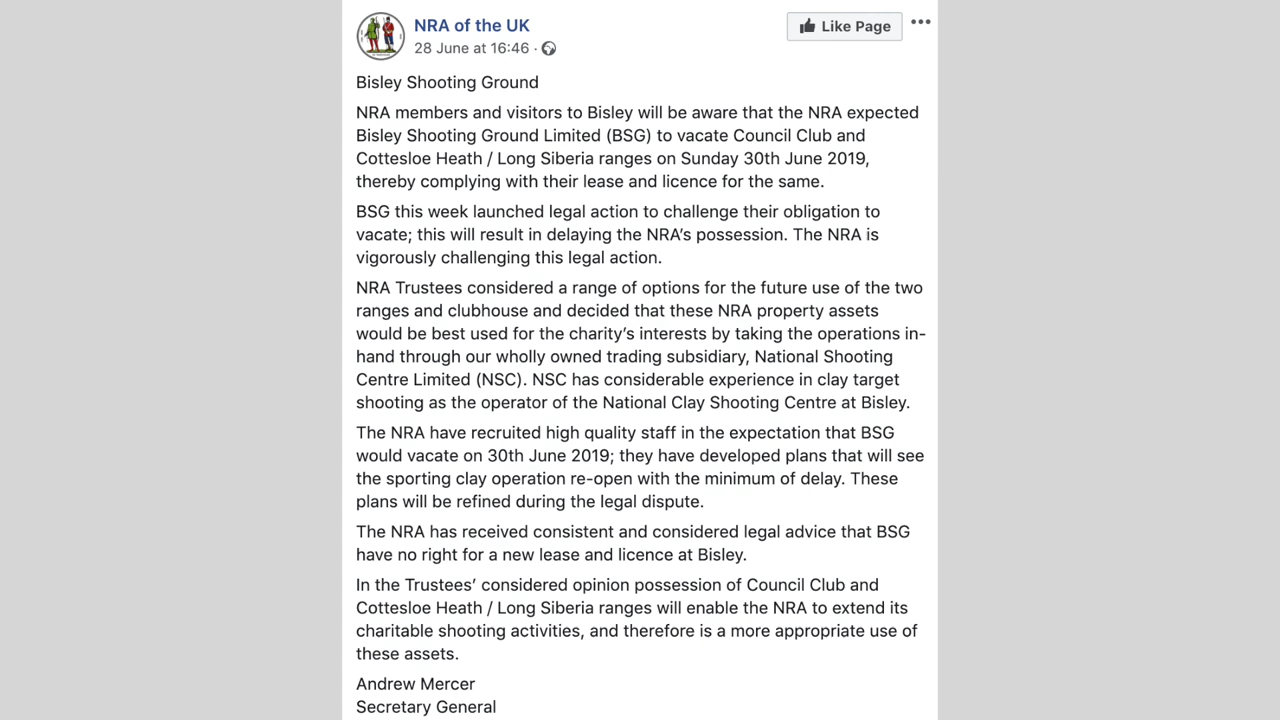 NRA of the UK
28 June at 16:46 ·
Like Page
Bisley Shooting Ground
NRA members and visitors to Bisley will be aware that the NRA expected
Bisley Shooting Ground Limited (BSG) to vacate Council Club and
Cottesloe Heath / Long Siberia ranges on Sunday 30th June 2019,
thereby complying with their lease and licence for the same.
BSG this week launched legal action to challenge their obligation to
vacate; this will result in delaying the NRA’s possession. The NRA is
vigorously challenging this legal action.
NRA Trustees considered a range of options for the future use of the two
ranges and clubhouse and decided that these NRA property assets
would be best used for the charity’s interests by taking the operations in-
hand through our wholly owned trading subsidiary, National Shooting
Centre Limited (NSC). NSC has considerable experience in clay target
shooting as the operator of the National Clay Shooting Centre at Bisley.
The NRA have recruited high quality staff in the expectation that BSG
would vacate on 30th June 2019; they have developed plans that will see
the sporting clay operation re-open with the minimum of delay. These
plans will be refined during the legal dispute.
The NRA has received consistent and considered legal advice that BSG
have no right for a new lease and licence at Bisley.
In the Trustees’ considered opinion possession of Council Club and
Cottesloe Heath / Long Siberia ranges will enable the NRA to extend its
charitable shooting activities, and therefore is a more appropriate use of
these assets.
Andrew Mercer
Secretary General